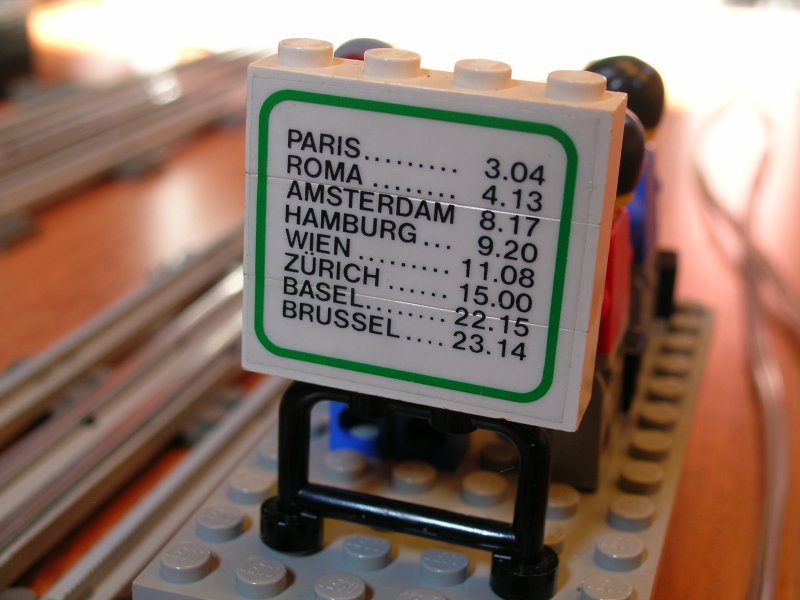 PARIS.......... 3.04
ROMA ......... 4.13
AMSTERDAM 8.17
HAMBURG... 9.20
WIEN .......... 11.08
ZÜRICH ...... 15.00
BASEL......... 22.15
BRUSSEL.... 23.14